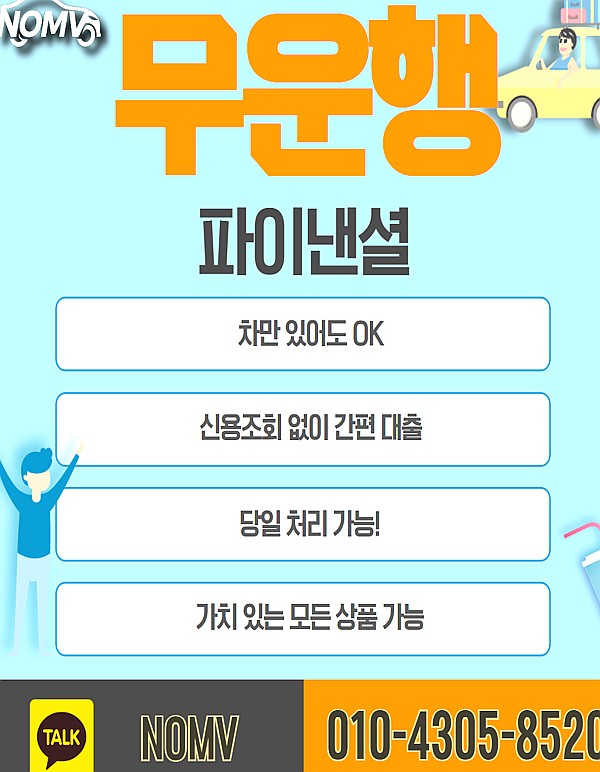 NOMV
무운행
파이낸셜
차만 있어도 OK
신용조회 없이 간편 대출
당일 처리 가능!
가치 있는 모든 상품 가능
TALK
NOMV
010-4305-8520